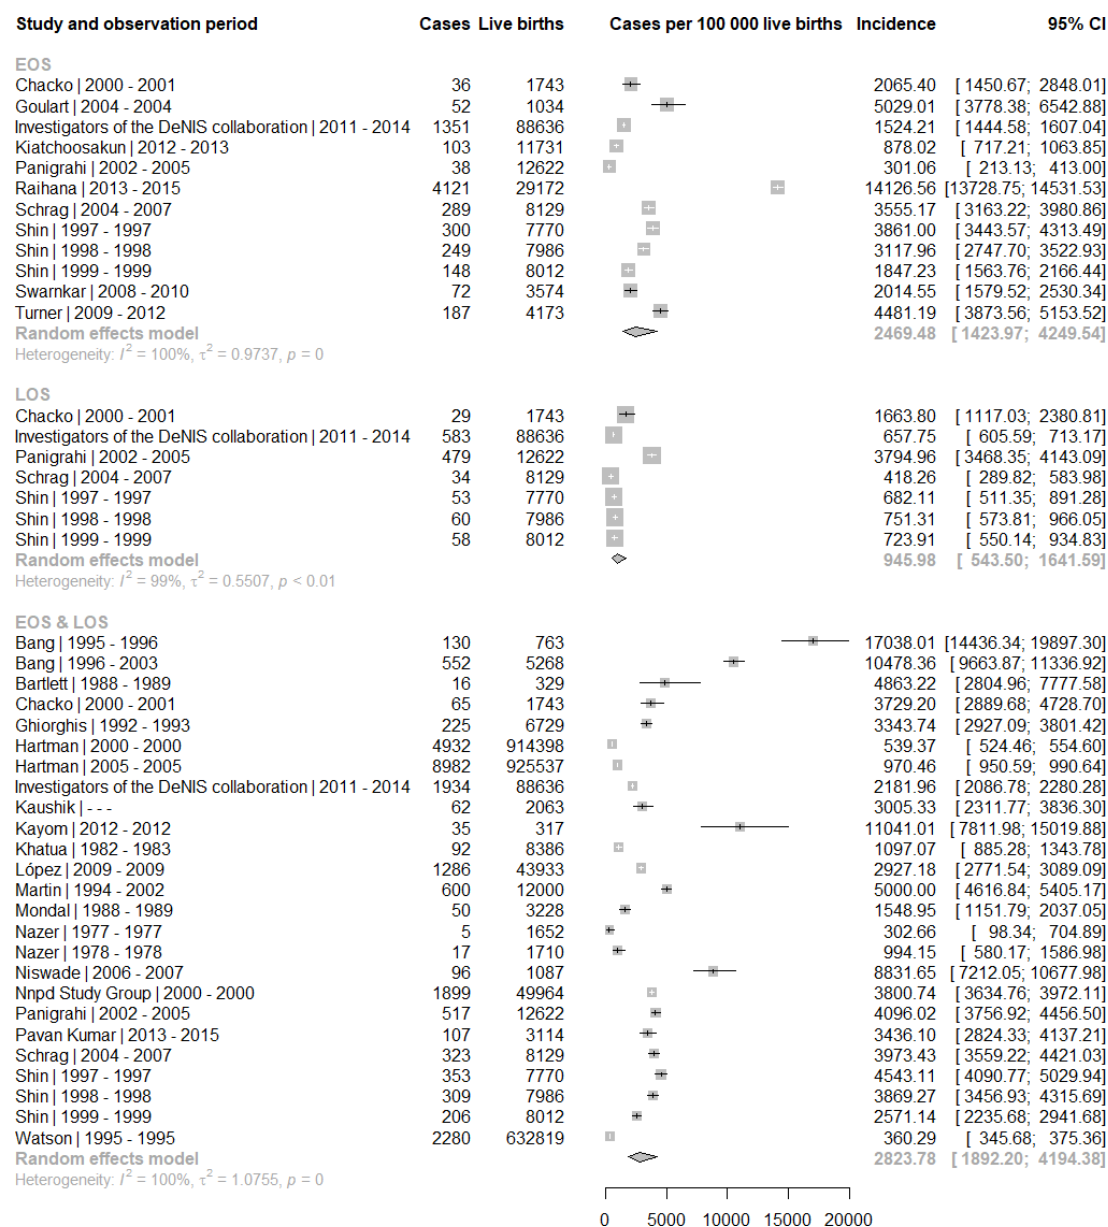 Study and observation period Cases Live births Cases per 100 000 live births Incidence 95% CI
EOS
Chacko | 2000 - 2001 36 1743 2065.40 [ 1450.67; 2848.01]
Goulart | 2004 - 2004 52 1034 5029.01 [ 3778.38; 6542.88]
Investigators of the DeNIS collaboration | 2011 - 2014 1351 88636 1524.21 [ 1444.58; 1607.04]
Kiatchoosakun | 2012 - 2013 103 11731 878.02 [ 717.21; 1063.85]
Panigrahi | 2002 - 2005 38 12622 301.06 [ 213.13; 413.00]
Raihana | 2013 - 2015 4121 29172 14126.56 [13728.75; 14531.53]
Schrag | 2004 - 2007 289 8129 3555.17 [ 3163.22; 3980.86]
Shin | 1997 - 1997 300 7770 3861.00 [ 3443.57; 4313.49]
Shin | 1998 - 1998 249 7986 3117.96 [ 2747.70; 3522.93]
Shin | 1999 - 1999 148 8012 1847.23 [ 1563.76; 2166.44]
Swarnkar | 2008 - 2010 72 3574 2014.55 [ 1579.52; 2530.34]
Turner | 2009 - 2012 187 4173 4481.19 [ 3873.56; 5153.52]
Random effects model 2469.48 [ 1423.97; 4249.54]
Heterogeneity: I² = 100%, τ² = 0.9737, p = 0
LOS
Chacko | 2000 - 2001 29 1743 1663.80 [ 1117.03; 2380.81]
Investigators of the DeNIS collaboration | 2011 - 2014 583 88636 657.75 [ 605.59; 713.17]
Panigrahi | 2002 - 2005 479 12622 3794.96 [ 3468.35; 4143.09]
Schrag | 2004 - 2007 34 8129 418.26 [ 289.82; 583.98]
Shin | 1997 - 1997 53 7770 682.11 [ 511.35; 891.28]
Shin | 1998 - 1998 60 7986 751.31 [ 573.81; 966.05]
Shin | 1999 - 1999 58 8012 723.91 [ 550.14; 934.83]
Random effects model 945.98 [ 543.50; 1641.59]
Heterogeneity: I² = 99%, τ² = 0.5507, p < 0.01
EOS & LOS
Bang | 1995 - 1996 130 763 17038.01 [14436.34; 19897.30]
Bang | 1996 - 2003 552 5268 10478.36 [ 9663.87; 11336.92]
Bartlett | 1988 - 1989 16 329 4863.22 [ 2804.96; 7777.58]
Chacko | 2000 - 2001 65 1743 3729.20 [ 2889.68; 4728.70]
Ghiorghis | 1992 - 1993 225 6729 3343.74 [ 2927.09; 3801.42]
Hartman | 2000 - 2000 4932 914398 539.37 [ 524.46; 554.60]
Hartman | 2005 - 2005 8982 925537 970.46 [ 950.59; 990.64]
Investigators of the DeNIS collaboration | 2011 - 2014 1934 88636 2181.96 [ 2086.78; 2280.28]
Kaushik | - - - 62 2063 3005.33 [ 2311.77; 3836.30]
Kayom | 2012 - 2012 35 317 11041.01 [ 7811.98; 15019.88]
Khatua | 1982 - 1983 92 8386 1097.07 [ 885.28; 1343.78]
López | 2009 - 2009 1286 43933 2927.18 [ 2771.54; 3089.09]
Martin | 1994 - 2002 600 12000 5000.00 [ 4616.84; 5405.17]
Mondal | 1988 - 1989 50 3228 1548.95 [ 1151.79; 2037.05]
Nazer | 1977 - 1977 5 1652 302.66 [ 98.34; 704.89]
Nazer | 1978 - 1978 17 1710 994.15 [ 580.17; 1586.98]
Niswade | 2006 - 2007 96 1087 8831.65 [ 7212.05; 10677.98]
Nnpd Study Group | 2000 - 2000 1899 49964 3800.74 [ 3634.76; 3972.11]
Panigrahi | 2002 - 2005 517 12622 4096.02 [ 3756.92; 4456.50]
Pavan Kumar | 2013 - 2015 107 3114 3436.10 [ 2824.33; 4137.21]
Schrag | 2004 - 2007 323 8129 3973.43 [ 3559.22; 4421.03]
Shin | 1997 - 1997 353 7770 4543.11 [ 4090.77; 5029.94]
Shin | 1998 - 1998 309 7986 3869.27 [ 3456.93; 4315.69]
Shin | 1999 - 1999 206 8012 2571.14 [ 2235.68; 2941.68]
Watson | 1995 - 1995 2280 632819 360.29 [ 345.68; 375.36]
Random effects model 2823.78 [ 1892.20; 4194.38]
Heterogeneity: I² = 100%, τ² = 1.0755, p = 0
0 5000 10000 15000 20000